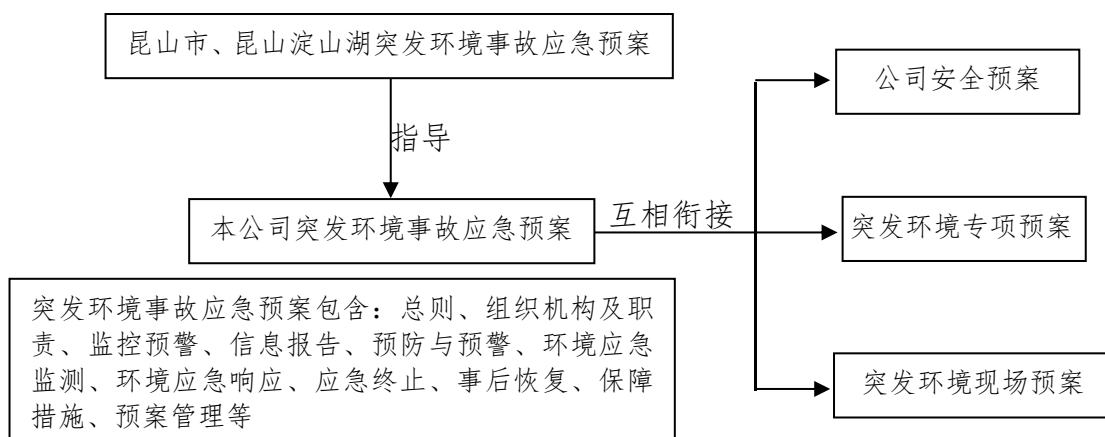 昆山市、昆山淀山湖突发环境事故应急预案
公司安全预案
指导
本公司突发环境事故应急预案
互相衔接
突发环境专项预案
突发环境事故应急预案包含：总则、组织机构及职
责、监控预警、信息报告、预防与预警、环境应急
监测、环境应急响应、应急终止、事后恢复、保障
措施、预案管理等
突发环境现场预案